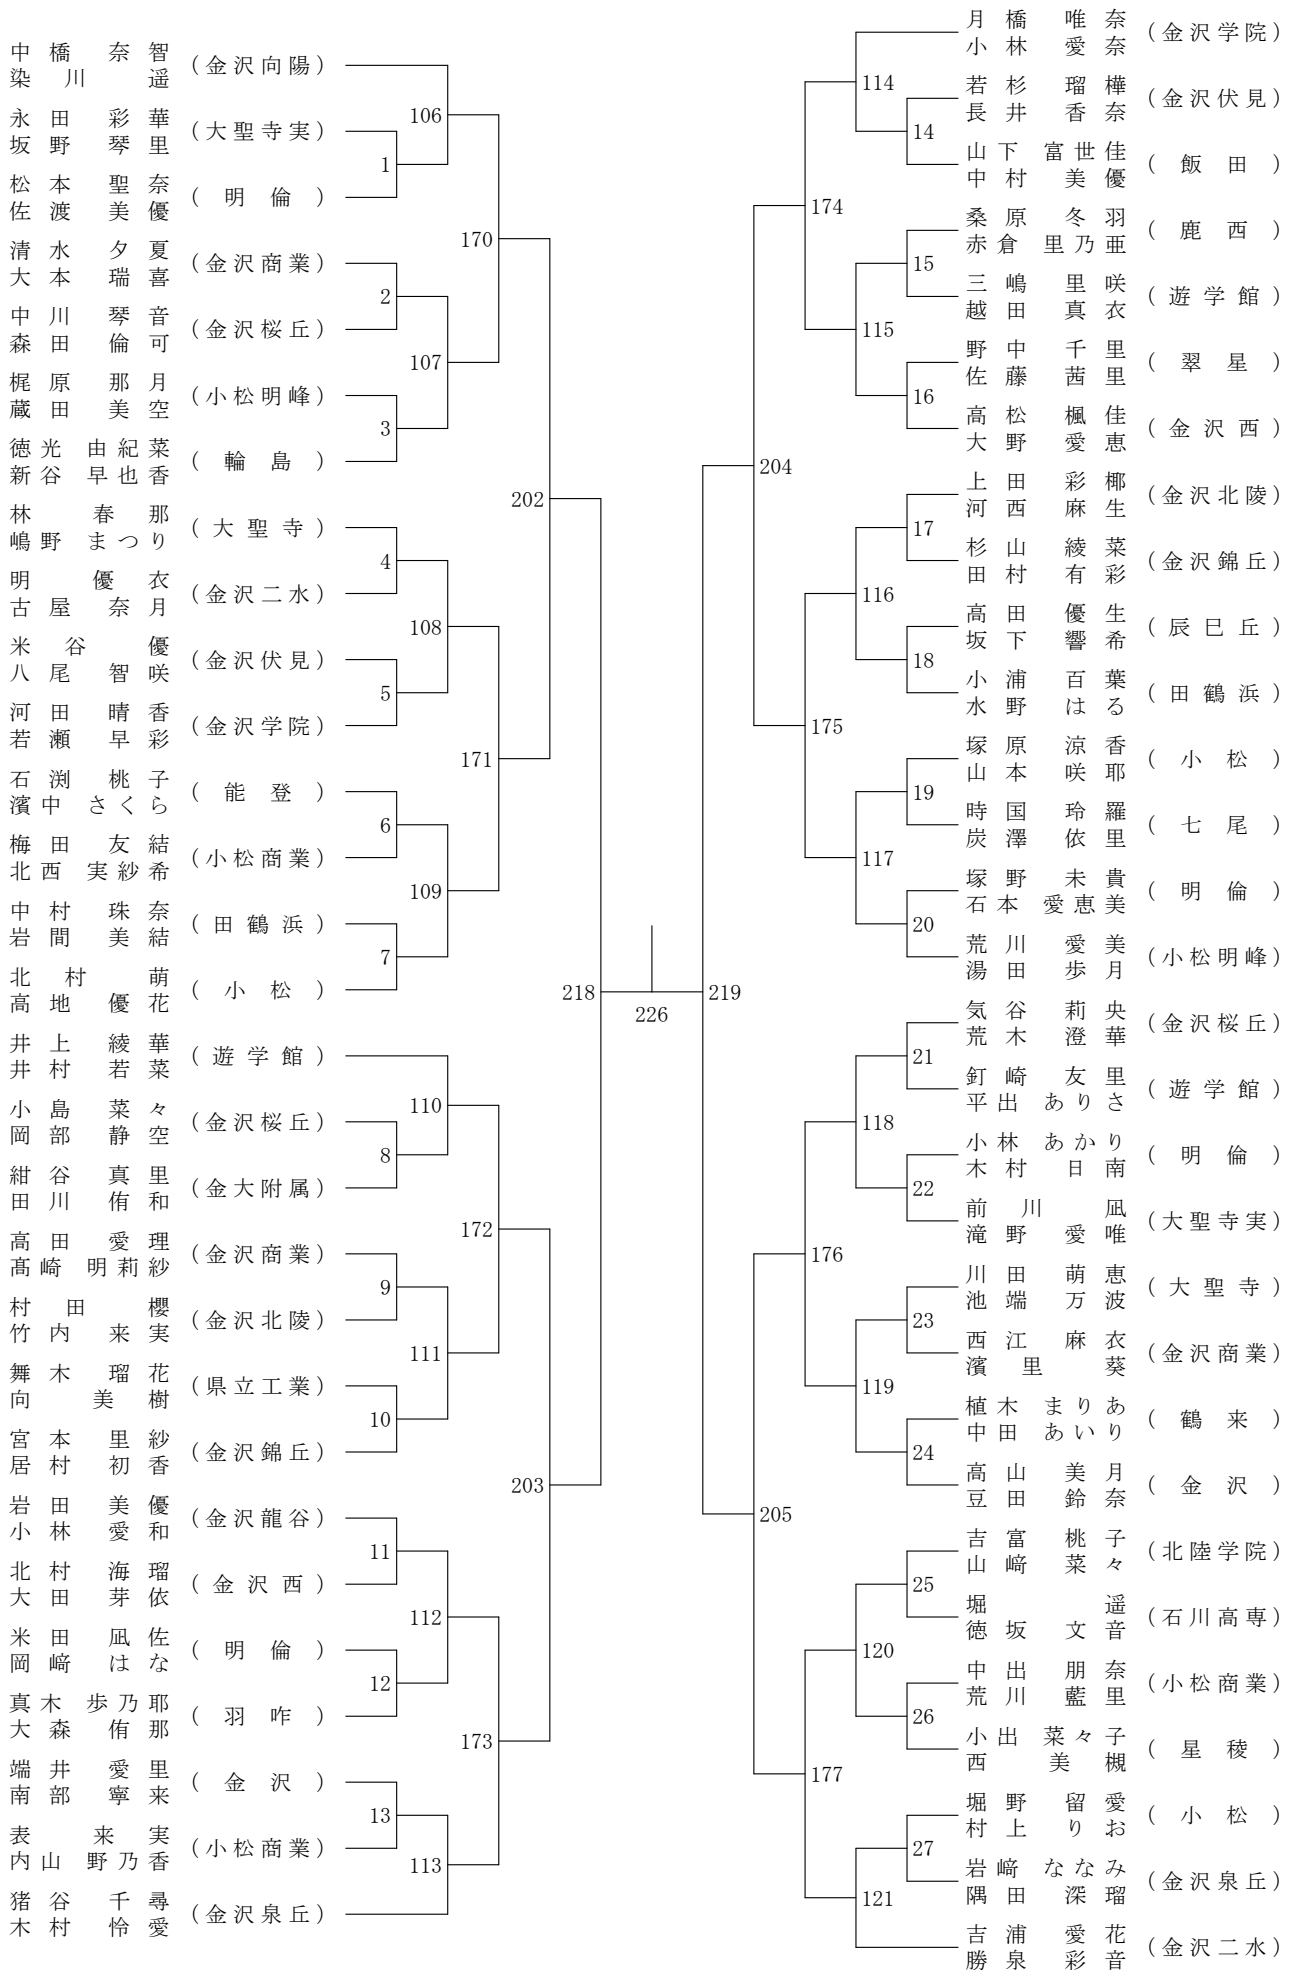 中橋 奈智
染川 遥
(金沢向陽)
永田 彩華
坂野 琴里
(大聖寺実)
松本 聖奈
佐渡 美優
(明倫)
清水 夕夏
大本 瑞喜
(金沢商業)
中川 琴音
森田 倫可
(金沢桜丘)
梶原 那月
蔵田 美空
(小松明峰)
徳光 由紀菜
新谷 早也香
(輪島)
林 春那
嶋野 まつり
(大聖寺)
明 優衣
古屋 奈月
(金沢二水)
米谷 優
八尾 智咲
(金沢伏見)
河田 晴香
若瀬 早彩
(金沢学院)
石渕 桃子
濱中 さくら
(能登)
梅田 友結
北西 実紗希
(小松商業)
中村 珠奈
岩間 美結
(田鶴浜)
北村 萌
高地 優花
(小松)
井上 綾華
井村 若菜
(遊学館)
小島 菜々
岡部 静空
(金沢桜丘)
紺谷 真里
田川 侑和
(金大附属)
高田 愛理
髙崎 明莉紗
(金沢商業)
村田 櫻
竹内 来実
(金沢北陵)
舞木 瑠花
向 美樹
(県立工業)
宮本 里紗
居村 初香
(金沢錦丘)
岩田 美優
小林 愛和
(金沢龍谷)
北村 海瑠
大田 芽依
(金沢西)
米田 凪佐
岡﨑 はな
(明倫)
真木 歩乃耶
大森 侑那
(羽咋)
端井 愛里
南部 寧来
(金沢)
表 来実
内山 野乃香
(小松商業)
猪谷 千尋
木村 怜愛
(金沢泉丘)
1
2
3
4
5
6
7
8
9
10
11
12
13
106
107
108
109
110
111
112
113
170
171
172
173
202
203
218
226
219
204
205
174
175
176
177
114
115
116
117
118
119
120
121
14
15
16
17
18
19
20
21
22
23
24
25
26
27
月橋 唯奈
小林 愛奈
(金沢学院)
若杉 瑠樺
長井 香奈
(金沢伏見)
山下 富世佳
中村 美優
(飯田)
桑原 冬羽
赤倉 里乃亜
(鹿西)
三嶋 里咲
越田 真衣
(遊学館)
野中 千里
佐藤 茜里
(翠星)
高松 楓佳
大野 愛恵
(金沢西)
上田 彩椰
河西 麻生
(金沢北陵)
杉山 綾菜
田村 有彩
(金沢錦丘)
高田 優生
坂下 響希
(辰巳丘)
小浦 百葉
水野 はる
(田鶴浜)
塚原 涼香
山本 咲耶
(小松)
時国 玲羅
炭澤 依里
(七尾)
塚野 未貴
石本 愛恵美
(明倫)
荒川 愛美
湯田 歩月
(小松明峰)
気谷 莉央
荒木 澄華
(金沢桜丘)
釘崎 友里
平出 ありさ
(遊学館)
小林 あかり
木村 日南
(明倫)
前川 凪
滝野 愛唯
(大聖寺実)
川田 萌恵
池端 万波
(大聖寺)
西江 麻衣
濱里 葵
(金沢商業)
植木 まりあ
中田 あいり
(鶴来)
高山 美月
豆田 鈴奈
(金沢)
吉富 桃子
山﨑 菜々
(北陸学院)
堀 遥
徳坂 文音
(石川高専)
中出 朋奈
荒川 藍里
(小松商業)
小出 菜々子
西 美槻
(星稜)
堀野 留愛
村上 りお
(小松)
岩﨑 ななみ
隅田 深瑠
(金沢泉丘)
吉浦 愛花
勝泉 彩音
(金沢二水)